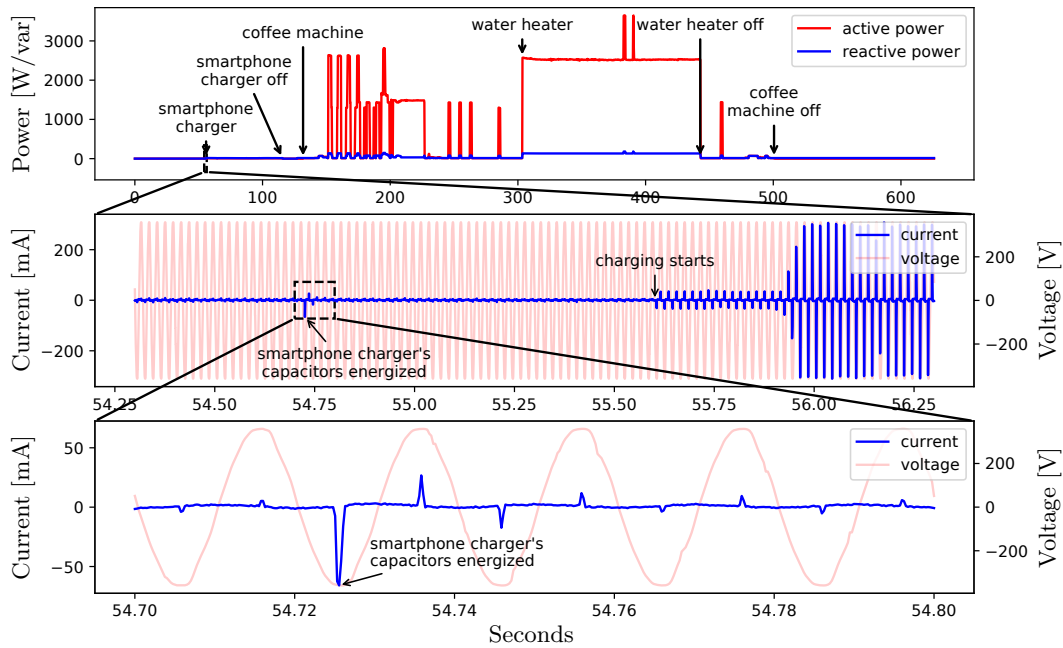 Power [W/var]
3000
2000
1000
0
water heater
water heater off
coffee machine
smartphone
charger off
smartphone
charger
coffee
machine off
active power
reactive power
0
100
200
300
400
500
600
Current [mA]
200
0
−200
charging starts
smartphone charger's
capacitors energized
current
voltage
200
0
−200
Voltage [V]
54.25
54.50
54.75
55.00
55.25
55.50
55.75
56.00
56.25
Current [mA]
50
0
−50
smartphone charger's
capacitors energized
current
voltage
200
0
−200
Voltage [V]
54.70
54.72
54.74
54.76
54.78
54.80
Seconds